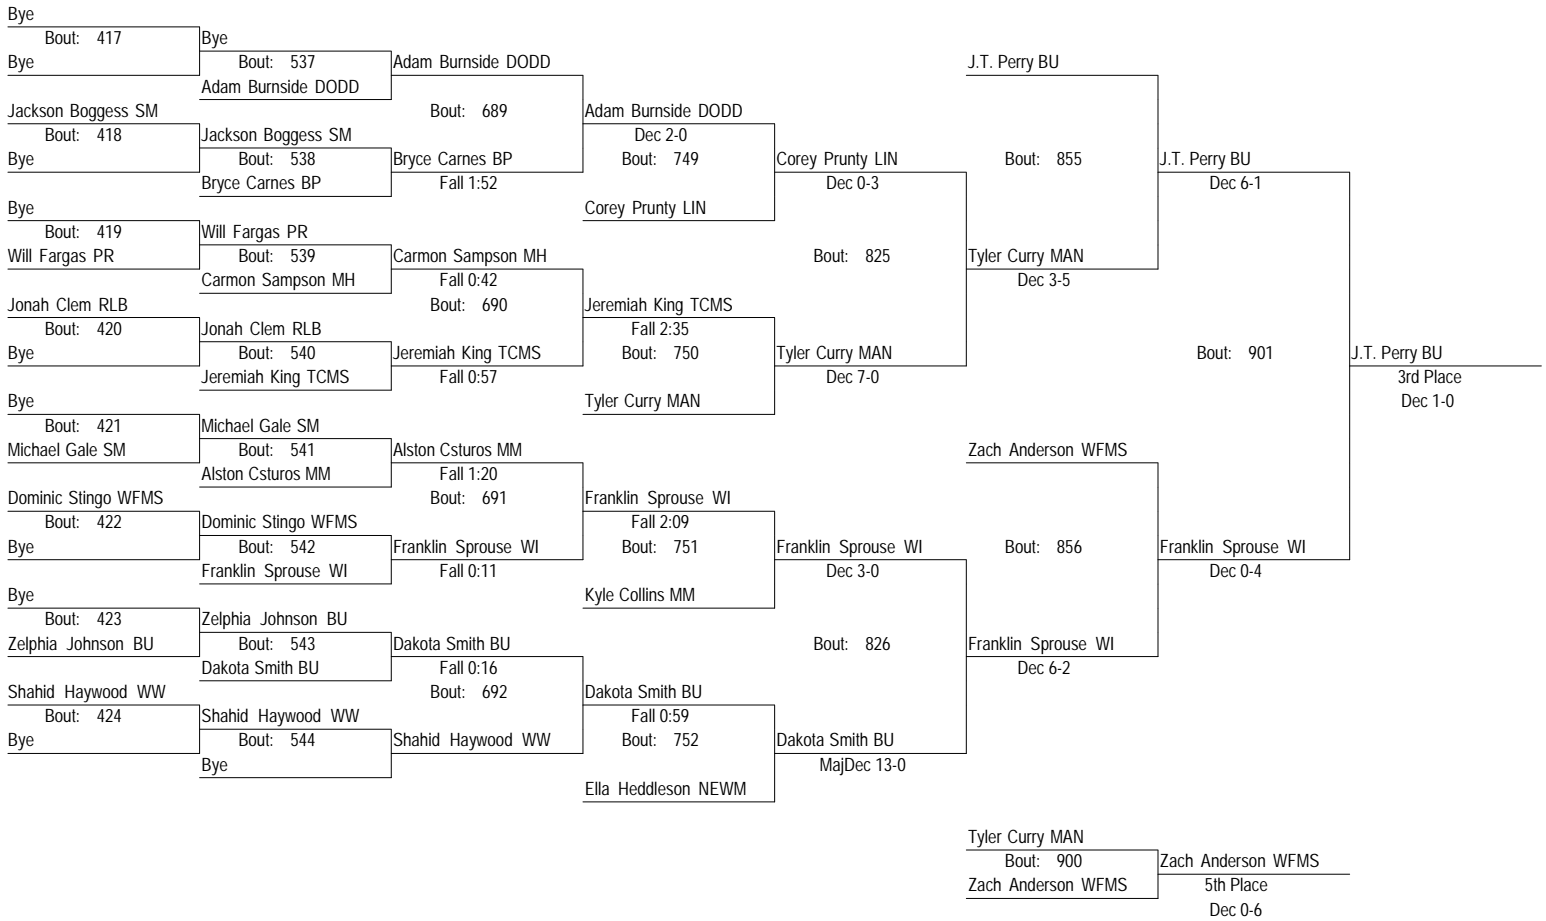 Bye
Bout: 417
Bye
Bye
Bout: 537
Adam Burnside DODD
Adam Burnside DODD
Jackson Boggess SM
Bout: 418
Bye
Jackson Boggess SM
Bout: 538
Bryce Carnes BP
Bryce Carnes BP
Fall 1:52
Bout: 689
Adam Burnside DODD
Dec 2-0
Bout: 749
Corey Prunty LIN
Corey Prunty LIN
Dec 0-3
Bye
Bout: 419
Will Fargas PR
Will Fargas PR
Bout: 539
Carmon Sampson MH
Carmon Sampson MH
Fall 0:42
Bout: 690
Jonah Clem RLB
Bout: 420
Bye
Jonah Clem RLB
Bout: 540
Jeremiah King TCMS
Jeremiah King TCMS
Fall 0:57
Jeremiah King TCMS
Fall 2:35
Bout: 750
Tyler Curry MAN
Tyler Curry MAN
Dec 7-0
Bout: 825
Tyler Curry MAN
Dec 3-5
J.T. Perry BU
Bout: 855
J.T. Perry BU
Dec 6-1
Bye
Bout: 421
Michael Gale SM
Michael Gale SM
Bout: 541
Alston Csturos MM
Alston Csturos MM
Fall 1:20
Bout: 691
Dominic Stingo WFMS
Bout: 422
Bye
Dominic Stingo WFMS
Bout: 542
Franklin Sprouse WI
Franklin Sprouse WI
Fall 0:11
Franklin Sprouse WI
Fall 2:09
Bout: 751
Kyle Collins MM
Franklin Sprouse WI
Dec 3-0
Bye
Bout: 423
Zelphia Johnson BU
Zelphia Johnson BU
Bout: 543
Dakota Smith BU
Dakota Smith BU
Fall 0:16
Bout: 692
Shahid Haywood WW
Bout: 424
Bye
Shahid Haywood WW
Bout: 544
Bye
Shahid Haywood WW
Dakota Smith BU
Fall 0:59
Bout: 752
Ella Heddleson NEWM
Dakota Smith BU
MajDec 13-0
Bout: 826
Franklin Sprouse WI
Dec 6-2
Zach Anderson WFMS
Bout: 856
Franklin Sprouse WI
Dec 0-4
Bout: 901
J.T. Perry BU
3rd Place
Dec 1-0
Tyler Curry MAN
Bout: 900
Zach Anderson WFMS
Zach Anderson WFMS
5th Place
Dec 0-6